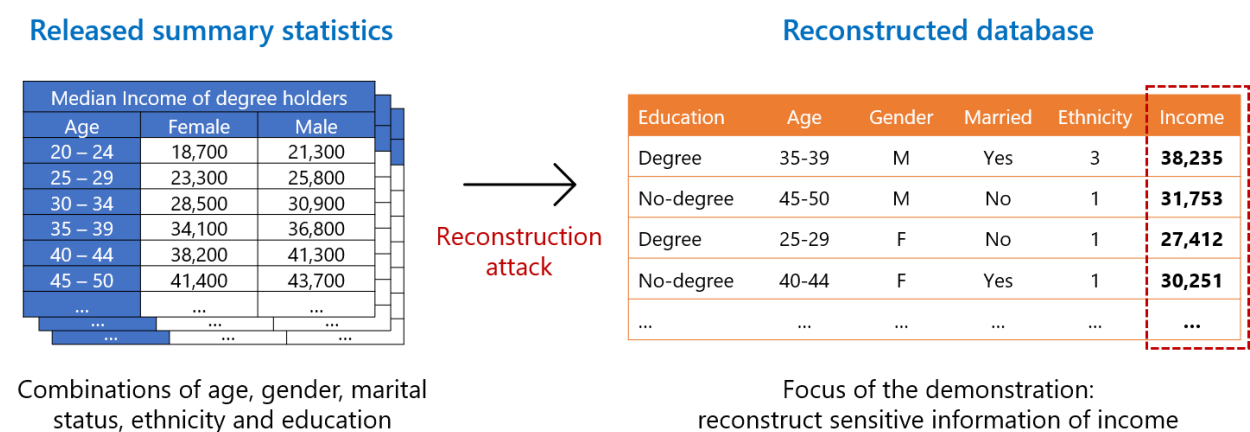 Released summary statistics
Median Income of degree holders
Age Female Male
20 – 24 18,700 21,300
25 – 29 23,300 25,800
30 – 34 28,500 30,900
35 – 39 34,100 36,800
40 – 44 38,200 41,300
45 – 50 41,400 43,700
... ... ...
... ... ...
... ... ...
Combinations of age, gender, marital
status, ethnicity and education
Reconstruction
attack
Reconstructed database
Education Age Gender Married Ethnicity Income
Degree 35-39 M Yes 3 38,235
No-degree 45-50 M No 1 31,753
Degree 25-29 F No 1 27,412
No-degree 40-44 F Yes 1 30,251
... ... ... ... ... ...
Focus of the demonstration:
reconstruct sensitive information of income